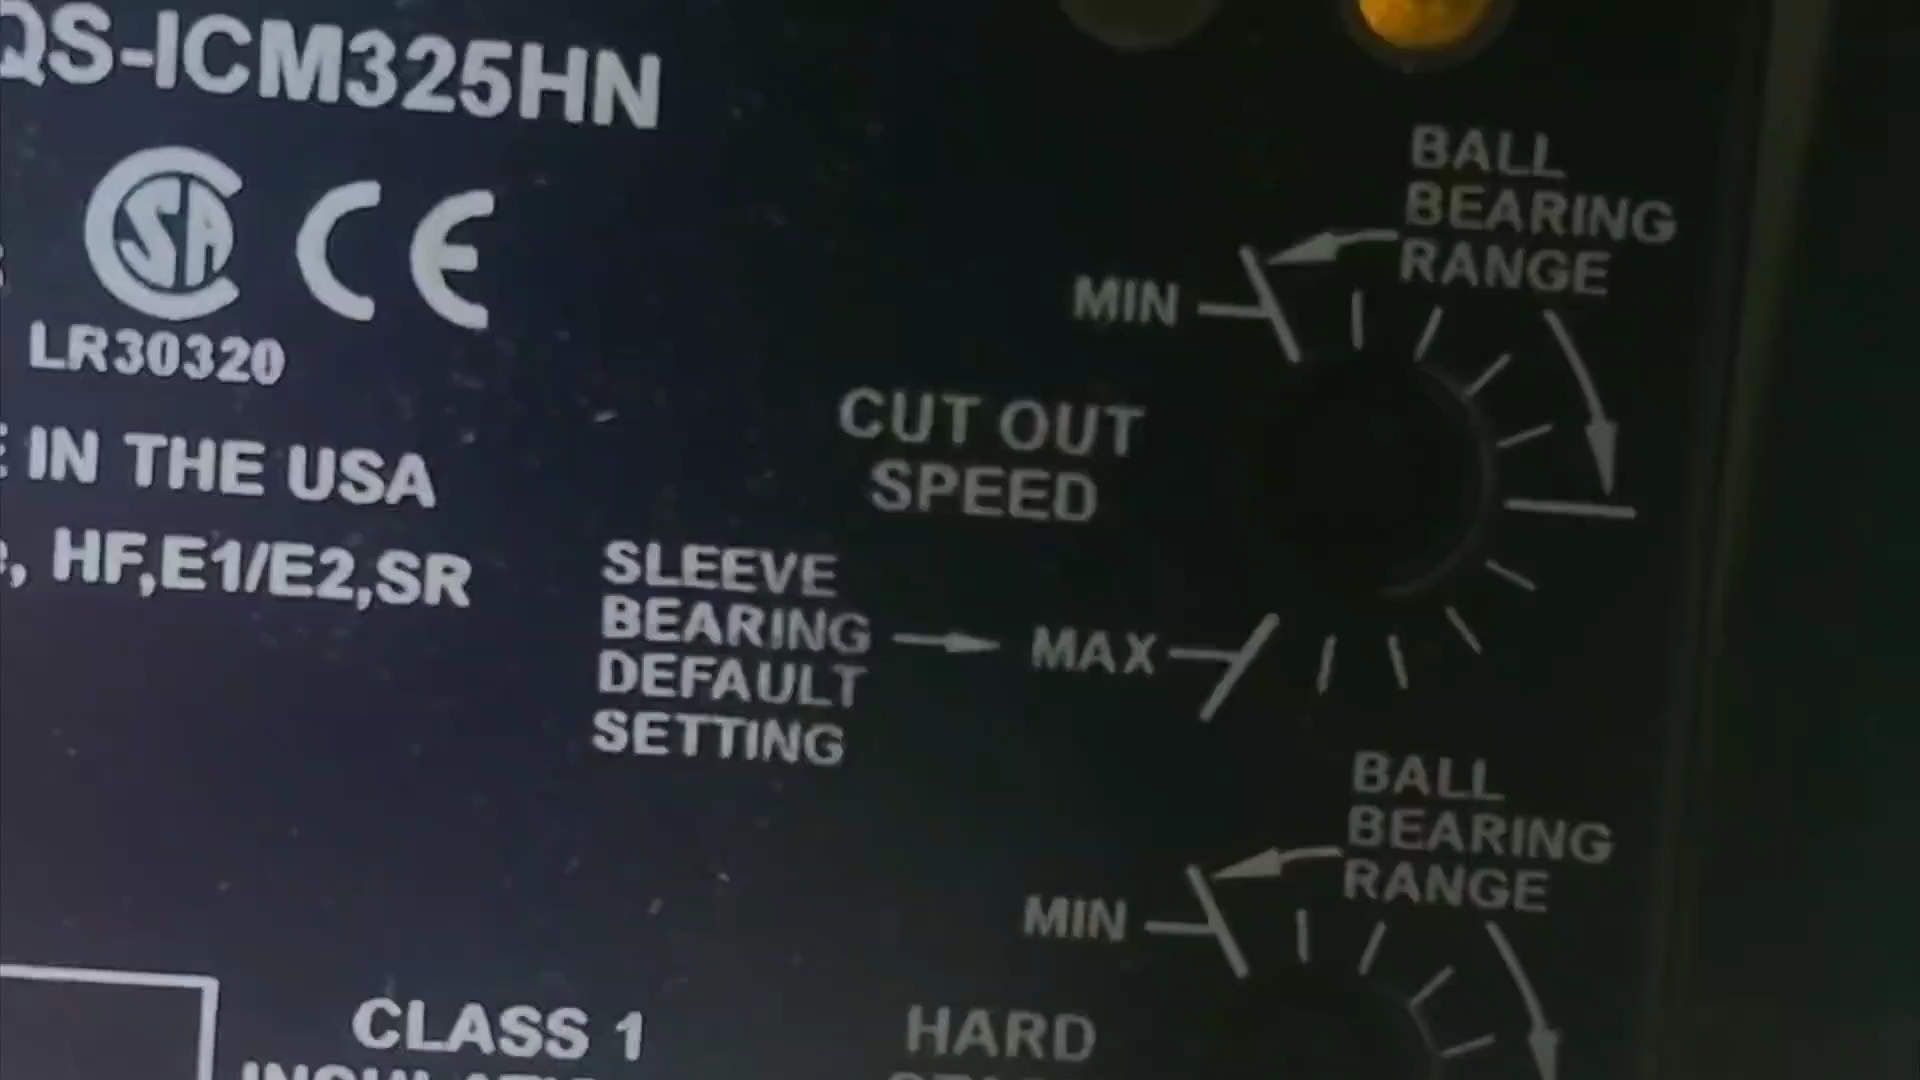 QS-ICM325HN
BALL
BEARING
RANGE
MIN
CSA CE
LR30320
CUT OUT
SPEED
IN THE USA
HF,E1/E2,SR
SLEEVE
BEARING
DEFAULT
SETTING
MAX
BALL
BEARING
RANGE
MIN
CLASS 1
HARD